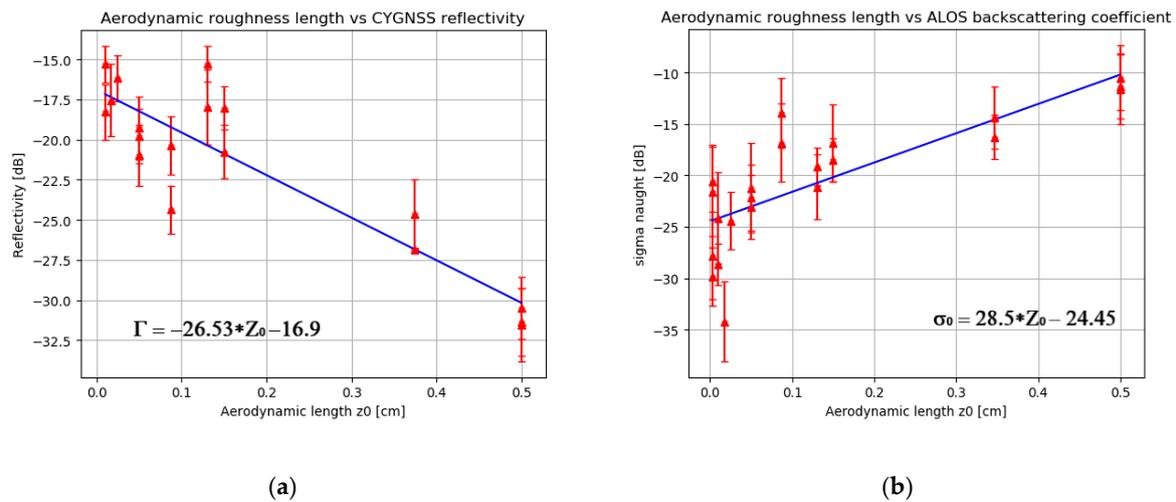 Aerodynamic roughness length vs CYGNSS reflectivity
−15.0
−17.5
−20.0
−22.5
−25.0
−27.5
−30.0
−32.5
Reflectivity [dB]
Γ = −26.53*Z₀−16.9
0.0 0.1 0.2 0.3 0.4 0.5
Aerodynamic length z0 [cm]
(a)
Aerodynamic roughness length vs ALOS backscattering coefficient
−10
−15
−20
−25
−30
−35
sigma naught [dB]
σ₀ = 28.5*Z₀− 24.45
0.0 0.1 0.2 0.3 0.4 0.5
Aerodynamic length z0 [cm]
(b)